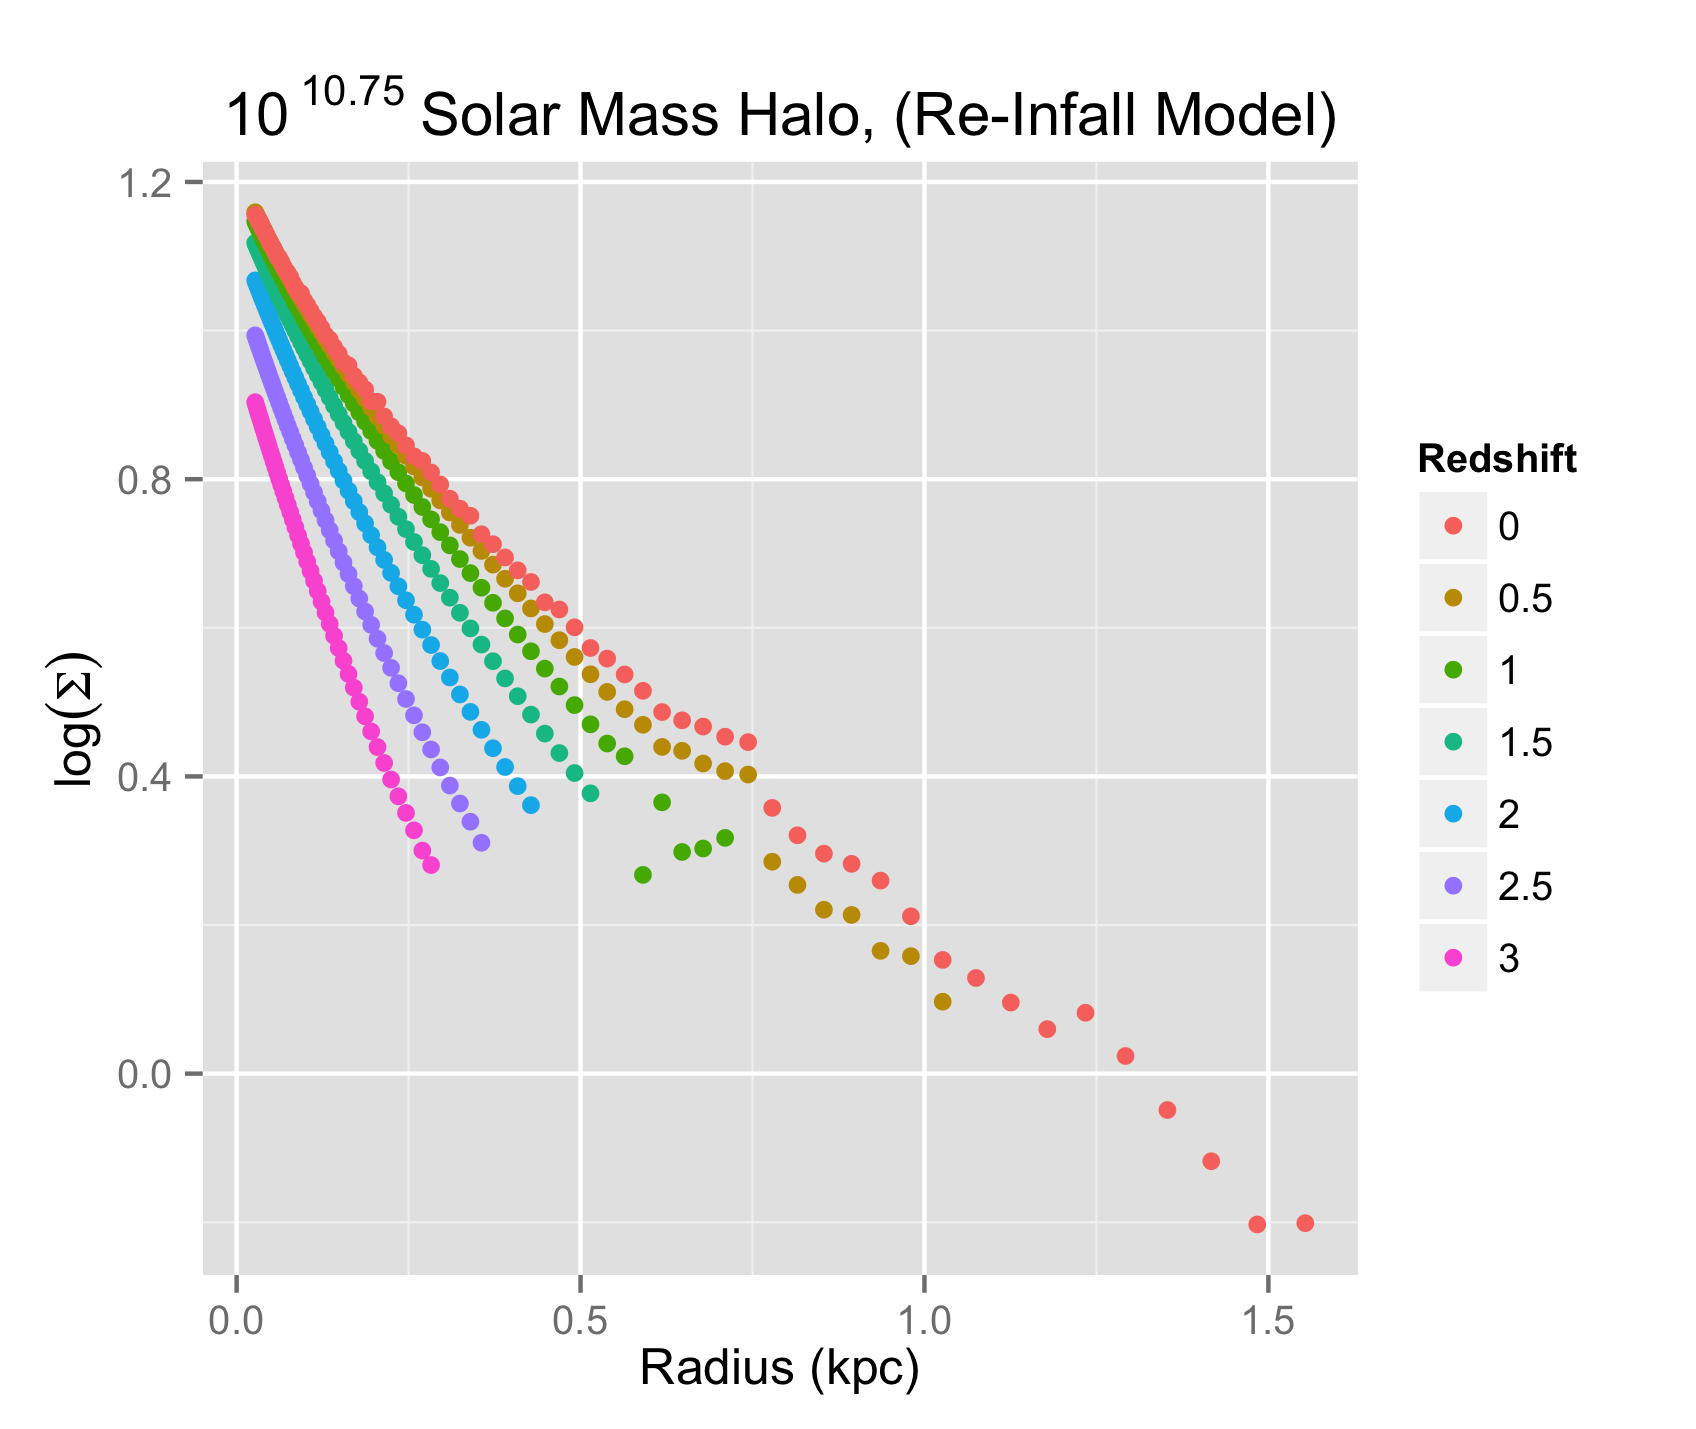 10^10.75 Solar Mass Halo, (Re-Infall Model)
1.2
0.8
0.4
0.0
log(Σ)
0.0 0.5 1.0 1.5
Radius (kpc)
Redshift
0
0.5
1
1.5
2
2.5
3